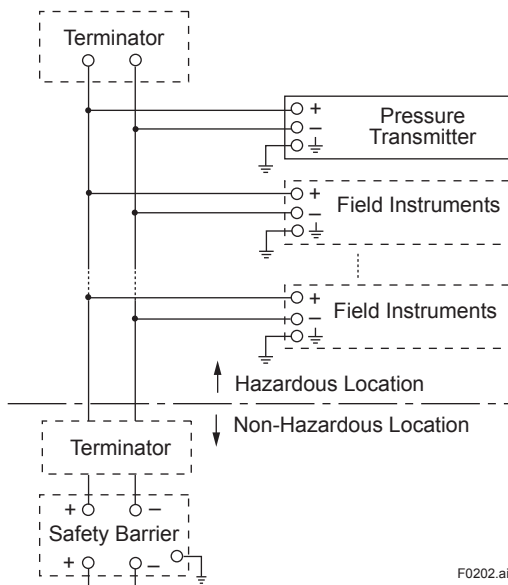 Terminator
+
Pressure
Transmitter
−
+
Field Instruments
−
+
Field Instruments
−
Hazardous Location
Non-Hazardous Location
Terminator
+ −
Safety Barrier
+ −
F0202.ai